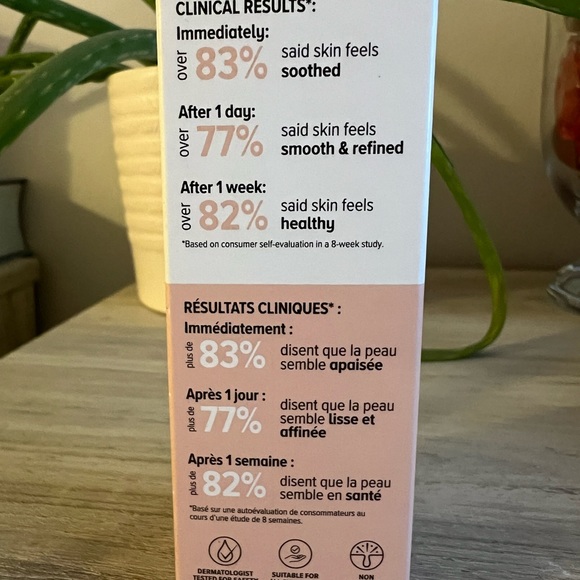 CLINICAL RESULTS*:
Immediately:
over 83% said skin feels
soothed
After 1 day:
over 77% said skin feels
smooth & refined
After 1 week:
over 82% said skin feels
healthy
*Based on consumer self-evaluation in a 8-week study.
RÉSULTATS CLINIQUES* :
Immédiatement :
plus de 83% disent que la peau
semble apaisée
Après 1 jour :
plus de 77% disent que la peau
semble lisse et
affinée
Après 1 semaine :
plus de 82% disent que la peau
semble en santé
*Basé sur une autoévaluation de consommateurs au
cours d'une étude de 8 semaines.
DERMATOLOGIST SUITABLE FOR NON
TESTED FOR SAFETY